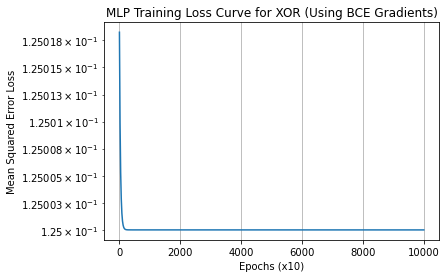 MLP Training Loss Curve for XOR (Using BCE Gradients)
Mean Squared Error Loss
1.25018 × 10⁻¹
1.25015 × 10⁻¹
1.25013 × 10⁻¹
1.2501 × 10⁻¹
1.25008 × 10⁻¹
1.25005 × 10⁻¹
1.25003 × 10⁻¹
1.25 × 10⁻¹
0 2000 4000 6000 8000 10000
Epochs (x10)